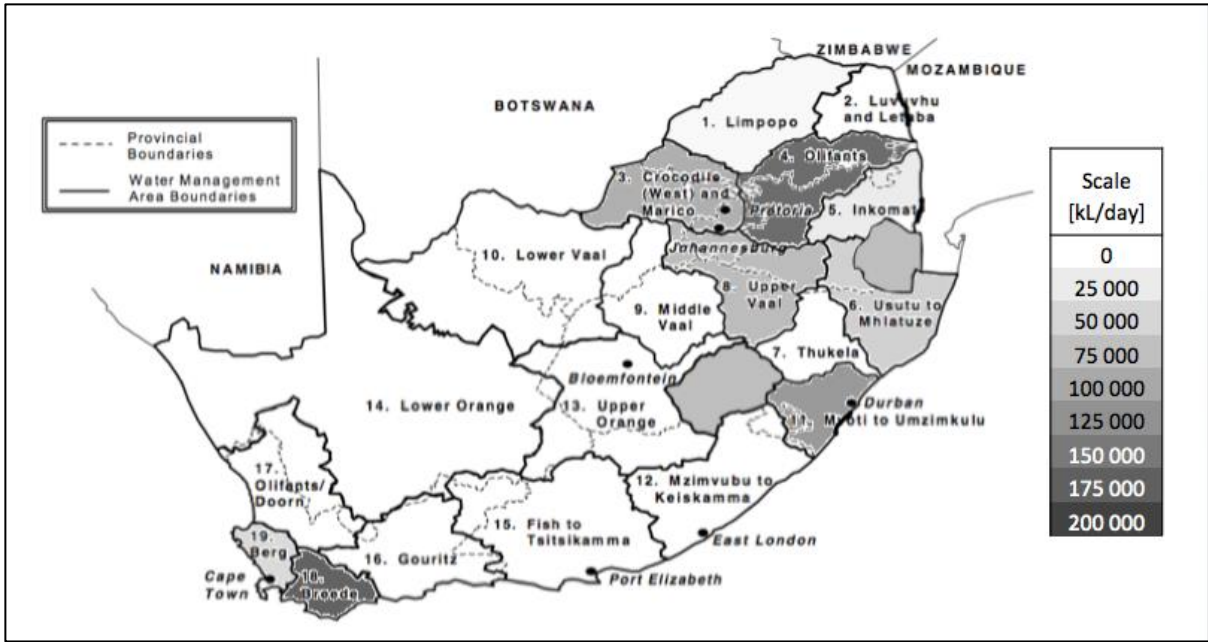 ZIMBABWE
MOZAMBIQUE
BOTSWANA
NAMIBIA
Provincial
Boundaries
Water Management
Area Boundaries
1. Limpopo
2. Luvuvhu
and Letaba
3. Crocodile
(West) and
Marico
4. Olifants
Pretoria
5. Inkomati
Johannesburg
10. Lower Vaal
8. Upper
Vaal
9. Middle
Vaal
6. Usutu to
Mhlatuze
7. Thukela
Bloemfontein
14. Lower Orange
13. Upper
Orange
Durban
11. Mvoti to Umzimkulu
17.
Olifants/
Doorn
12. Mzimvubu to
Keiskamma
15. Fish to
Tsitsikamma
East London
19.
Berg
16. Gouritz
18.
Breede
Cape
Town
Port Elizabeth
Scale
[kL/day]
0
25 000
50 000
75 000
100 000
125 000
150 000
175 000
200 000